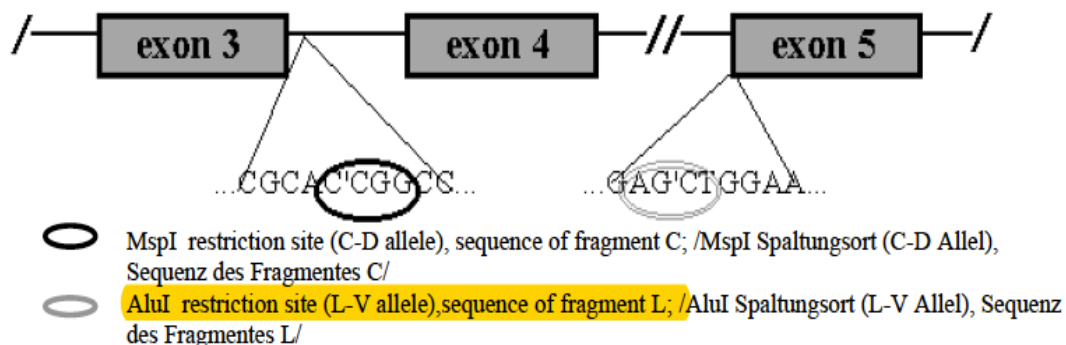 / exon 3 exon 4 // exon 5 /
...CGCAC'CGGCC... ...GAG'CTGGAA...
MspI restriction site (C-D allele), sequence of fragment C; /MspI Spaltungsort (C-D Allel),
Sequenz des Fragmentes C/
AluI restriction site (L-V allele),sequence of fragment L; /AluI Spaltungsort (L-V Allel), Sequenz
des Fragmentes L/